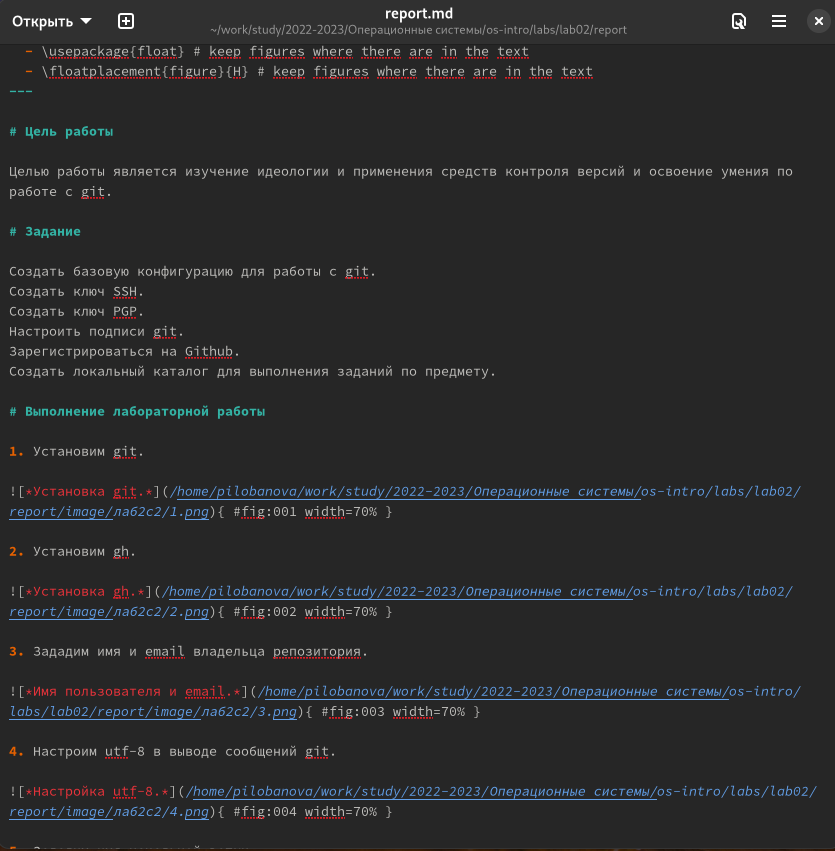 Открыть
report.md
~/work/study/2022-2023/Операционные системы/os-intro/labs/lab02/report
- \usepackage{float} # keep figures where there are in the text
- \floatplacement{figure}{H} # keep figures where there are in the text
---
# Цель работы
Целью работы является изучение идеологии и применения средств контроля версий и освоение умения по
работе с git.
# Задание
Создать базовую конфигурацию для работы с git.
Создать ключ SSH.
Создать ключ PGP.
Настроить подписи git.
Зарегистрироваться на Github.
Создать локальный каталог для выполнения заданий по предмету.
# Выполнение лабораторной работы
1. Установим git.
![*Установка git.*](/home/pilobanova/work/study/2022-2023/Операционные системы/os-intro/labs/lab02/
report/image/лаб2с2/1.png){ #fig:001 width=70% }
2. Установим gh.
![*Установка gh.*](/home/pilobanova/work/study/2022-2023/Операционные системы/os-intro/labs/lab02/
report/image/лаб2с2/2.png){ #fig:002 width=70% }
3. Зададим имя и email владельца репозитория.
![*Имя пользователя и email.*](/home/pilobanova/work/study/2022-2023/Операционные системы/os-intro/
labs/lab02/report/image/лаб2с2/3.png){ #fig:003 width=70% }
4. Настроим utf-8 в выводе сообщений git.
![*Настройка utf-8.*](/home/pilobanova/work/study/2022-2023/Операционные системы/os-intro/labs/lab02/
report/image/лаб2с2/4.png){ #fig:004 width=70% }